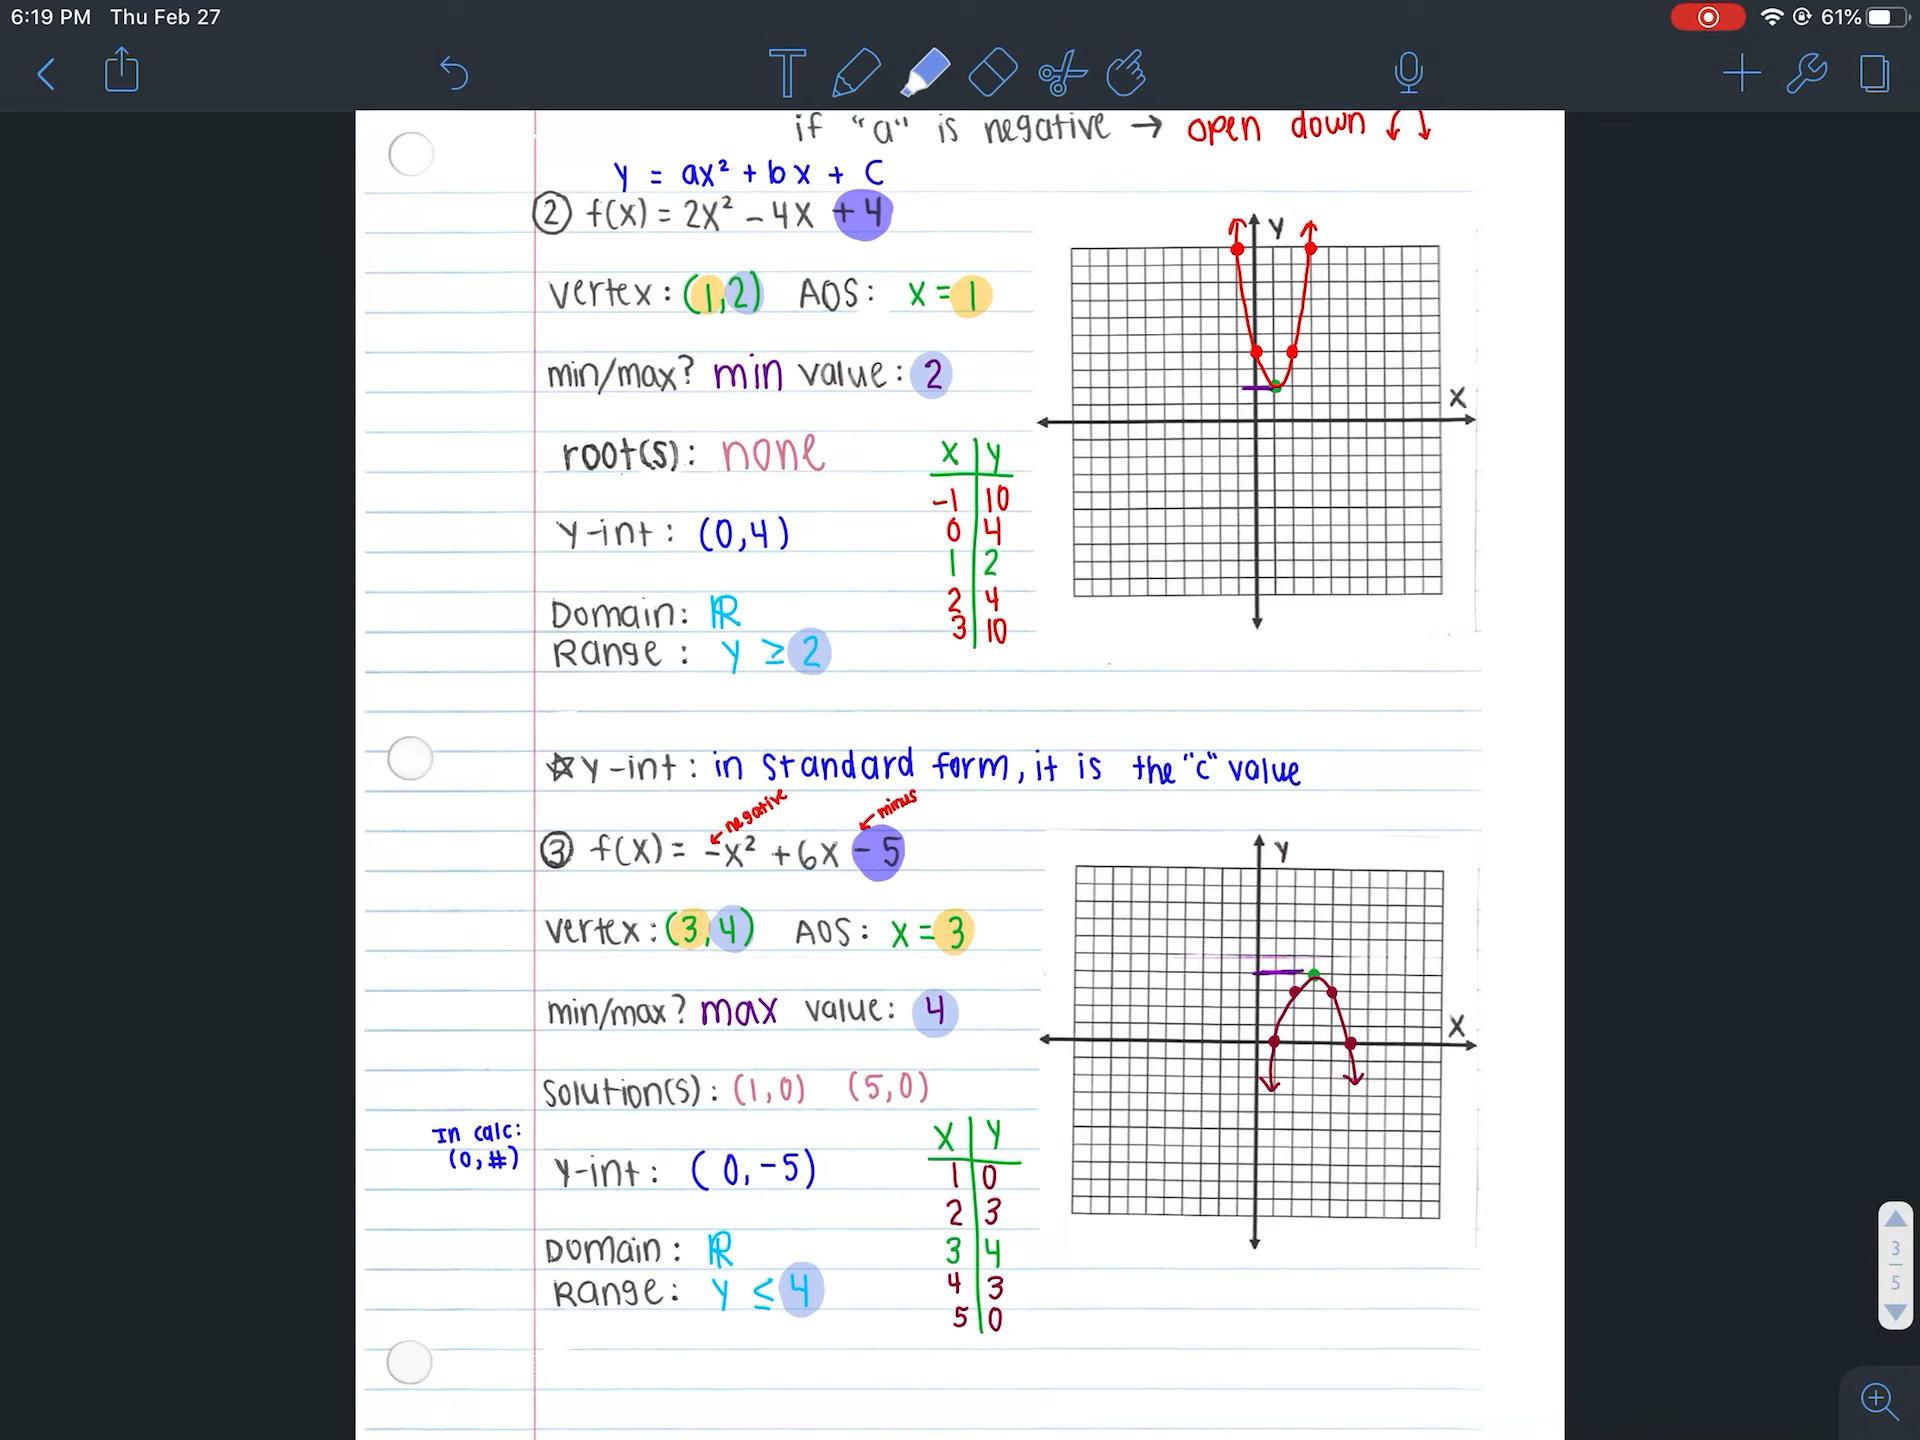 6:19 PM Thu Feb 27
61%
if "a" is negative → open down
y = ax² + bx + C
② f(x) = 2x² - 4x + 4
vertex: (1,2) AOS: x = 1
min/max? min value: 2
root(s): none
y-int: (0,4)
Domain: ℝ
Range: y ≥ 2
x | y
-1 | 10
0 | 4
1 | 2
2 | 4
3 | 10
Y
X
☆ y-int: in standard form, it is the "c" value
negative
minus
③ f(x) = -x² + 6x - 5
vertex: (3,4) AOS: x = 3
min/max? max value: 4
solution(s): (1,0) (5,0)
In calc:
(0, #)
y-int: (0,-5)
Domain: ℝ
Range: y ≤ 4
x | y
1 | 0
2 | 3
3 | 4
4 | 3
5 | 0
Y
X
3
5